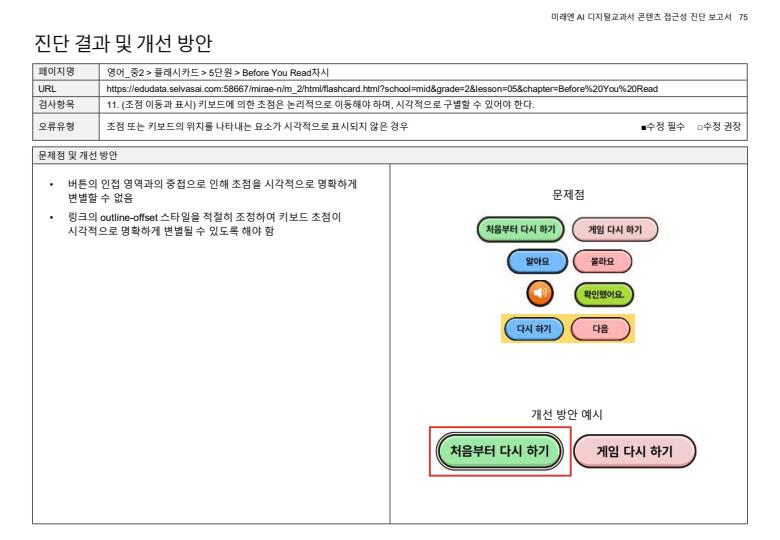 미래엔 AI 디지털교과서 콘텐츠 접근성 진단 보고서 75
진단 결과 및 개선 방안
페이지명 영어_중2 > 플래시카드 > 5단원 > Before You Read차시
URL https://edudata.selvasai.com:58667/mirae-n/m_2/html/flashcard.html?school=mid&grade=2&lesson=05&chapter=Before%20You%20Read
검사항목 11. (초점 이동과 표시) 키보드에 의한 초점은 논리적으로 이동해야 하며, 시각적으로 구별할 수 있어야 한다.
오류유형 초점 또는 키보드의 위치를 나타내는 요소가 시각적으로 표시되지 않은 경우 ■수정 필수 □수정 권장
문제점 및 개선 방안
• 버튼의 인접 영역과의 중첩으로 인해 초점을 시각적으로 명확하게
변별할 수 없음
• 링크의 outline-offset 스타일을 적절히 조정하여 키보드 초점이
시각적으로 명확하게 변별될 수 있도록 해야 함
문제점
처음부터 다시 하기 게임 다시 하기
알아요 몰라요
확인했어요.
다시 하기 다음
개선 방안 예시
처음부터 다시 하기 게임 다시 하기